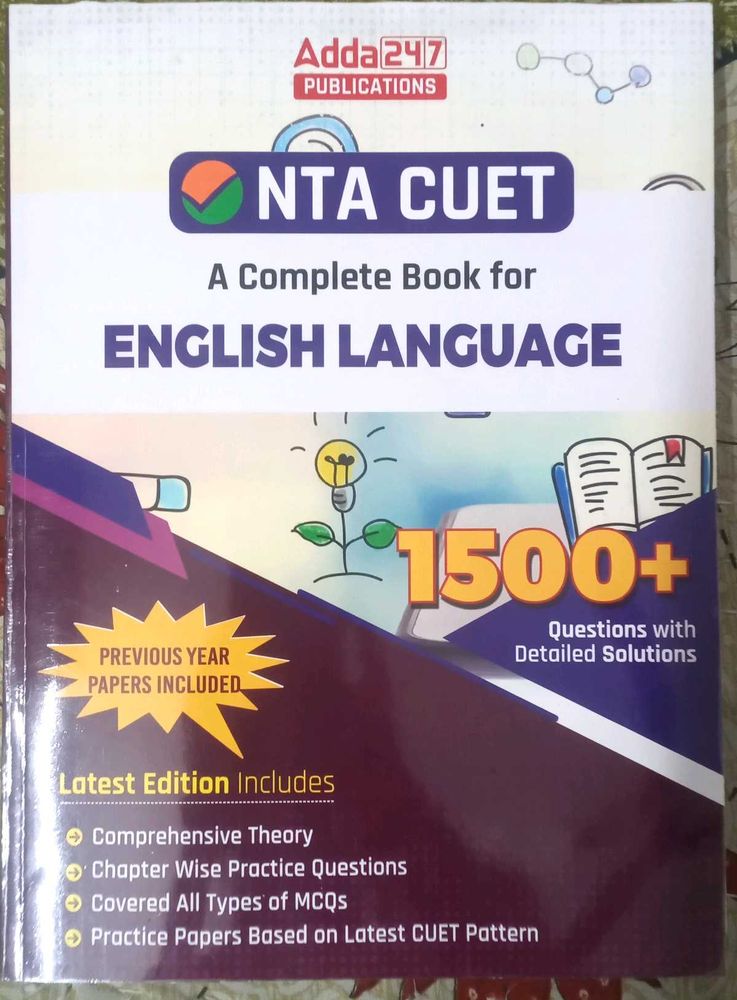 Adda247
PUBLICATIONS
NTA CUET
A Complete Book for
ENGLISH LANGUAGE
1500+
Questions with
Detailed Solutions
PREVIOUS YEAR
PAPERS INCLUDED
Latest Edition Includes
Comprehensive Theory
Chapter Wise Practice Questions
Covered All Types of MCQs
Practice Papers Based on Latest CUET Pattern